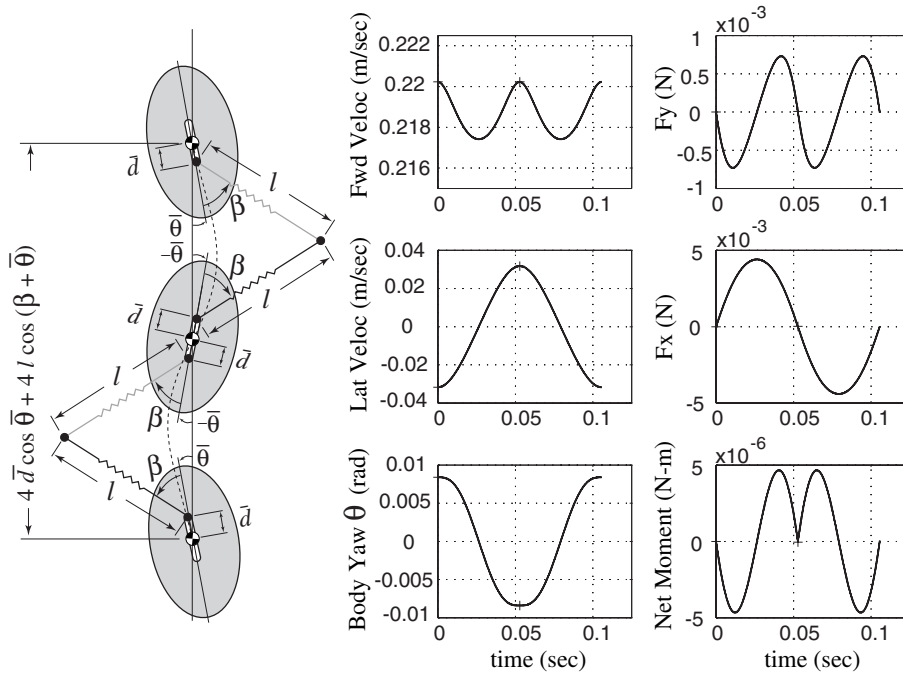 4 d̄ cos θ̄ + 4 l cos (β + θ̄)
d̄
l
β
θ̄
-θ̄
β
d̄
l
d̄
l
β
-θ̄
θ̄
β
l
d̄
Fwd Veloc (m/sec)
0.222
0.22
0.218
0.216
0
0.05
0.1
Fy (N)
x10⁻³
1
0.5
0
-0.5
-1
0
0.05
0.1
Lat Veloc (m/sec)
0.04
0.02
0
-0.02
-0.04
0
0.05
0.1
Fx (N)
5
x10⁻³
0
-5
0
0.05
0.1
Body Yaw θ (rad)
0.01
0.005
0
-0.005
-0.01
0
0.05
0.1
time (sec)
Net Moment (N-m)
x10⁻⁶
5
0
-5
0
0.05
0.1
time (sec)